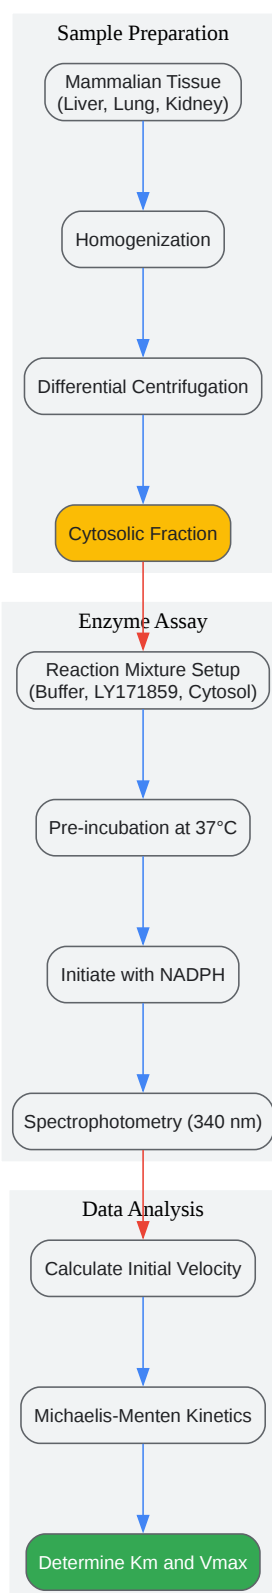 Sample Preparation
Mammalian Tissue
(Liver, Lung, Kidney)
Homogenization
Differential Centrifugation
Cytosolic Fraction
Enzyme Assay
Reaction Mixture Setup
(Buffer, LY171859, Cytosol)
Pre-incubation at 37°C
Initiate with NADPH
Spectrophotometry (340 nm)
Data Analysis
Calculate Initial Velocity
Michaelis-Menten Kinetics
Determine Km and Vmax